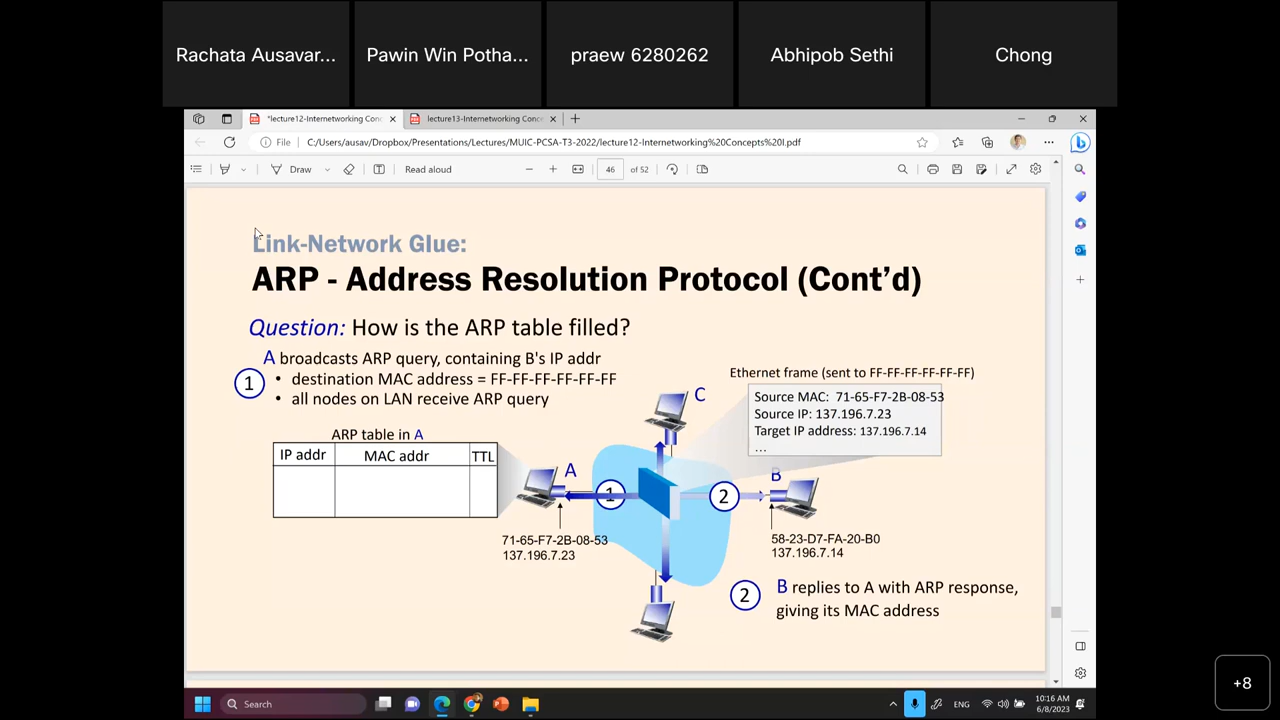 Rachata Ausavar...
Pawin Win Potha...
praew 6280262
Abhipob Sethi
Chong
*lecture12-Internetworking Conc
lecture13-Internetworking Conce
File
C:/Users/ausav/Dropbox/Presentations/Lectures/MUIC-PCSA-T3-2022/lecture12-Internetworking%20Concepts%20I.pdf
Draw
Read aloud
46 of 52
Link-Network Glue:
ARP - Address Resolution Protocol (Cont’d)
Question: How is the ARP table filled?
A broadcasts ARP query, containing B's IP addr
1
• destination MAC address = FF-FF-FF-FF-FF-FF
• all nodes on LAN receive ARP query
Ethernet frame (sent to FF-FF-FF-FF-FF-FF)
Source MAC: 71-65-F7-2B-08-53
Source IP: 137.196.7.23
Target IP address: 137.196.7.14
...
C
ARP table in A
IP addr MAC addr TTL
A
B
1
2
71-65-F7-2B-08-53
137.196.7.23
58-23-D7-FA-20-B0
137.196.7.14
2
B replies to A with ARP response,
giving its MAC address
+8
Search
ENG
10:16 AM
6/8/2023